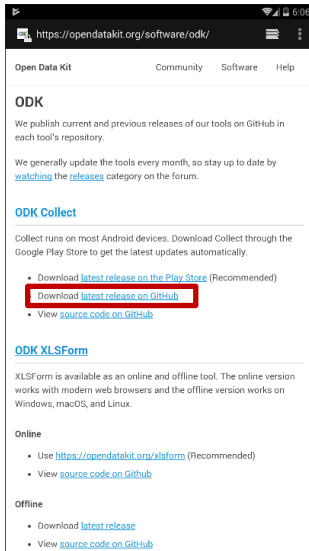 6:06
https://opendatakit.org/software/odk/
Open Data Kit Community Software Help
ODK
We publish current and previous releases of our tools on GitHub in
each tool's repository.
We generally update the tools every month, so stay up to date by
watching the releases category on the forum.
ODK Collect
Collect runs on most Android devices. Download Collect through the
Google Play Store to get the latest updates automatically.
• Download latest release on the Play Store (Recommended)
• Download latest release on GitHub
• View source code on GitHub
ODK XLSForm
XLSForm is available as an online and offline tool. The online version
works with modern web browsers and the offline version works on
Windows, macOS, and Linux.
Online
• Use https://opendatakit.org/xlsform (Recommended)
• View source code on Github
Offline
• Download latest release
• View source code on GitHub